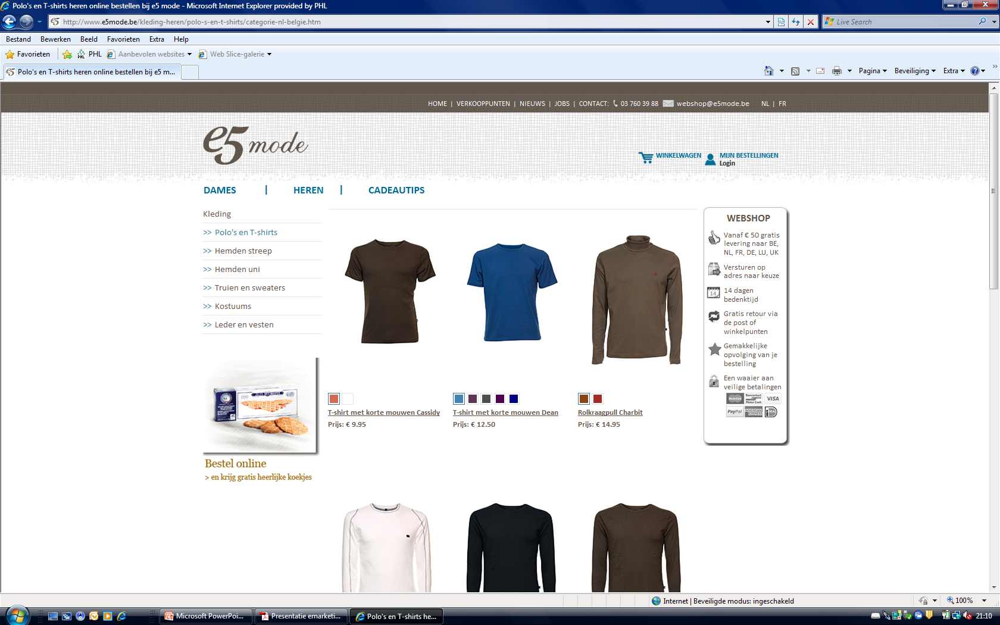 Polo's en T-shirts heren online bestellen bij e5 mode - Microsoft Internet Explorer provided by PHL
http://www.e5mode.be/kleding-heren/polo-s-en-t-shirts/categorie-nl-belgie.htm
Live Search
Bestand Bewerken Beeld Favorieten Extra Help
Favorieten PHL Aanbevolen websites Web Slice-galerie
e5 Polo's en T-shirts heren online bestellen bij e5 m...
Pagina Beveiliging Extra
HOME | VERKOOPPUNTEN | NIEUWS | JOBS | CONTACT: 03 760 39 88 webshop@e5mode.be NL | FR
e5 mode
WINKELWAGEN MIJN BESTELLINGEN
Login
DAMES | HEREN | CADEAUTIPS
Kleding
>> Polo's en T-shirts
>> Hemden streep
>> Hemden uni
>> Truien en sweaters
>> Kostuums
>> Leder en vesten
Bestel online
> en krijg gratis heerlijke koekjes
T-shirt met korte mouwen Cassidy
Prijs: € 9.95
T-shirt met korte mouwen Dean
Prijs: € 12.50
Rolkraagpull Charbit
Prijs: € 14.95
WEBSHOP
Vanaf € 50 gratis
levering naar BE,
NL, FR, DE, LU, UK
Versturen op
adres naar keuze
14
14 dagen
bedenktijd
Gratis retour via
de post of
winkelpunten
Gemakkelijke
opvolging van je
bestelling
Een waaier aan
veilige betalingen
MasterCard Bancontact Mister Cash VISA
PayPal AMERICAN EXPRESS iDEAL
Internet | Beveiligde modus: ingeschakeld
100%
Microsoft PowerPoi... Presentatie emarketi... Polo's en T-shirts he...
21:10